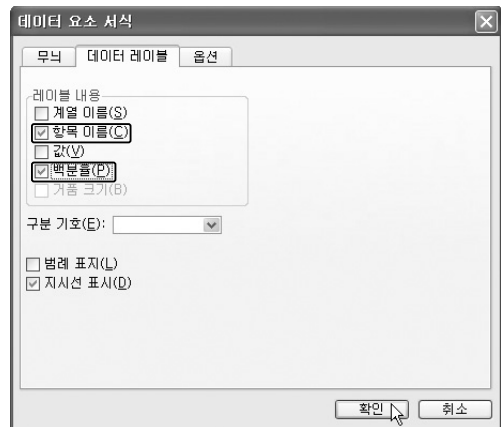 데이터 요소 서식
무늬 데이터 레이블 옵션
레이블 내용
계열 이름(S)
항목 이름(C)
값(V)
백분율(P)
거품 크기(B)
구분 기호(E):
범례 표지(L)
지시선 표시(D)
확인 취소